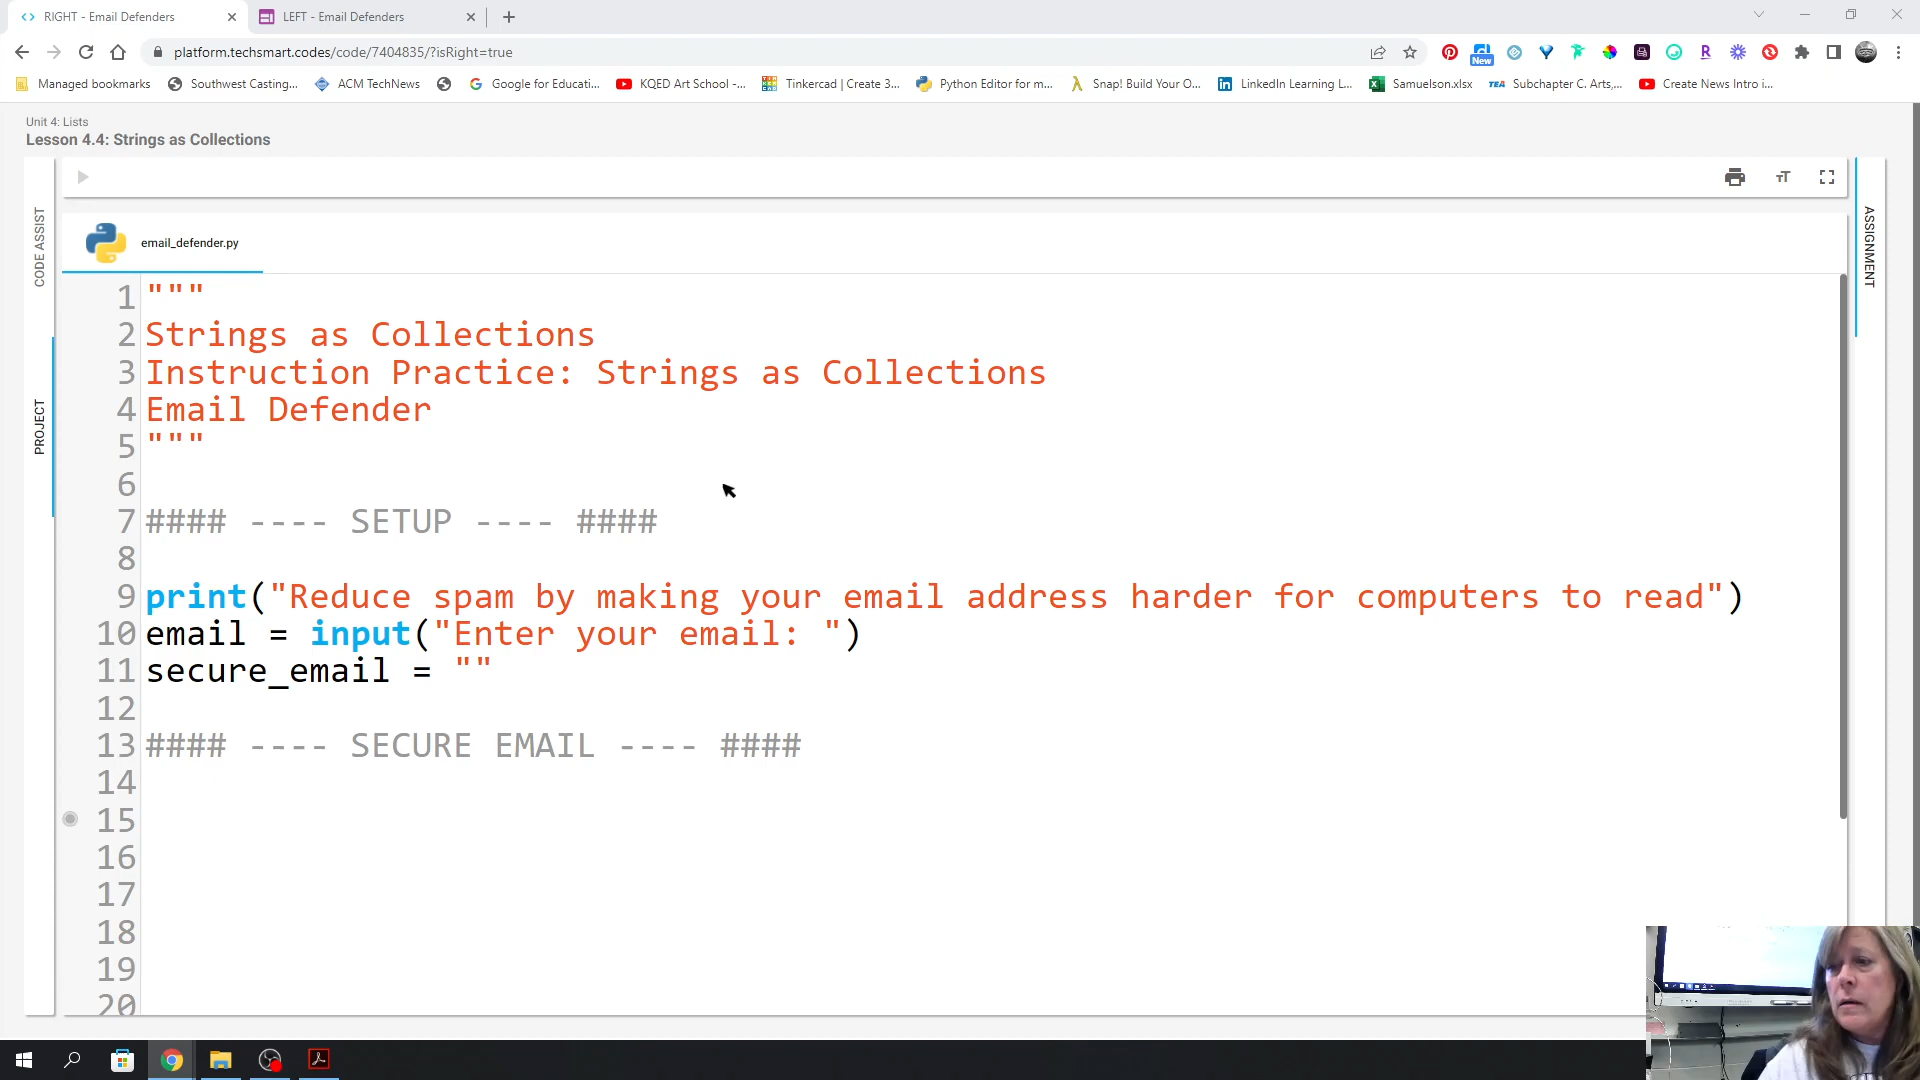 RIGHT - Email Defenders
LEFT - Email Defenders
platform.techsmart.codes/code/7404835/?isRight=true
New
Managed bookmarks
Southwest Casting...
ACM TechNews
Google for Educati...
KQED Art School -...
Tinkercad | Create 3...
Python Editor for m...
Snap! Build Your O...
LinkedIn Learning L...
Samuelson.xlsx
TEA Subchapter C. Arts,...
Create News Intro i...
Unit 4: Lists
Lesson 4.4: Strings as Collections
CODE ASSIST
PROJECT
ASSIGNMENT
email_defender.py
1 """
2 Strings as Collections
3 Instruction Practice: Strings as Collections
4 Email Defender
5 """
6
7 #### ---- SETUP ---- ####
8
9 print("Reduce spam by making your email address harder for computers to read")
10 email = input("Enter your email: ")
11 secure_email = ""
12
13 #### ---- SECURE EMAIL ---- ####
14
15
16
17
18
19
20